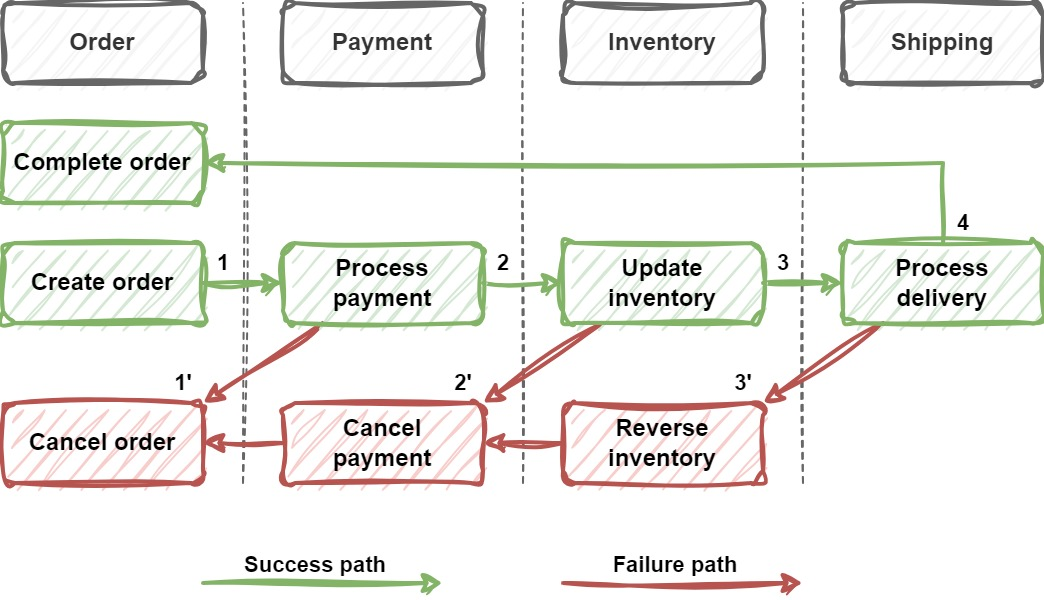 Order
Payment
Inventory
Shipping
Complete order
4
Create order
1
Process
payment
2
Update
inventory
3
Process
delivery
1'
2'
3'
Cancel order
Cancel
payment
Reverse
inventory
Success path
Failure path